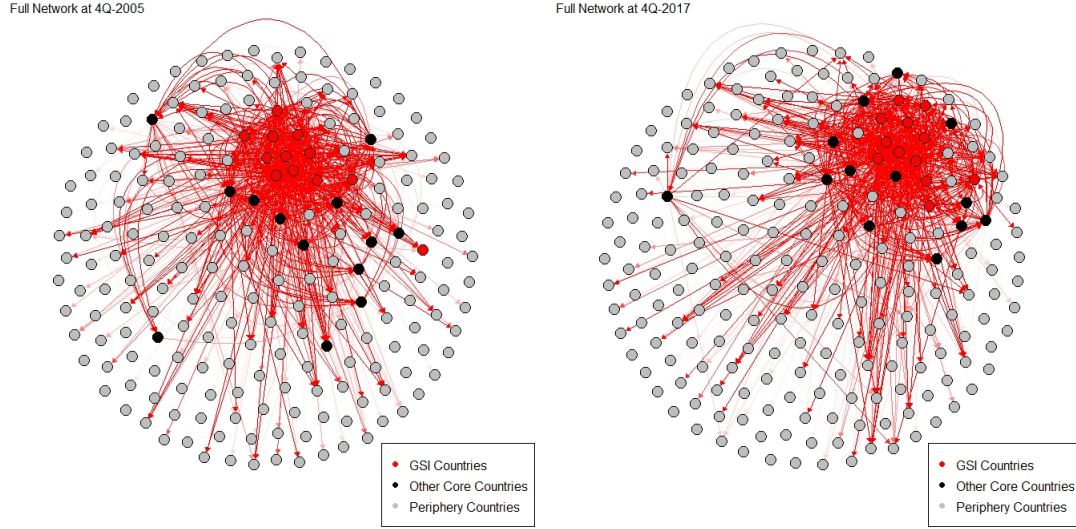 Full Network at 4Q-2005
Full Network at 4Q-2017
GSI Countries
Other Core Countries
Periphery Countries
GSI Countries
Other Core Countries
Periphery Countries